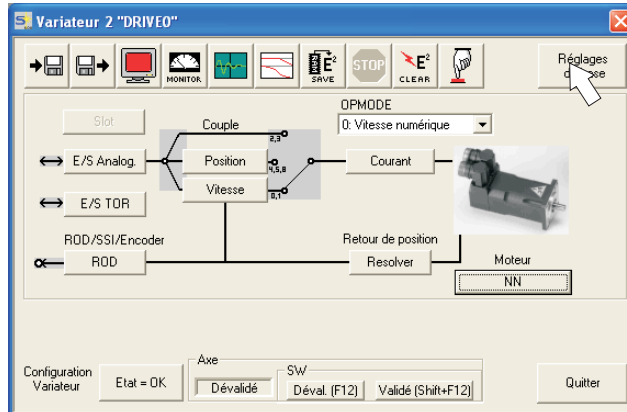 Variateur 2 "DRIVE0"
MONITOR
E² SAVE
STOP
E² CLEAR
Réglages
Slot
Couple
OPMODE
0: Vitesse numérique
2,3
E/S Analog.
Position
4,5,8
Courant
Vitesse
0,1
E/S TOR
ROD/SSI/Encoder
Retour de position
ROD
Resolver
Moteur
NN
Configuration
Variateur
Etat = OK
Axe
Dévalidé
SW
Déval. (F12)
Validé (Shift+F12)
Quitter